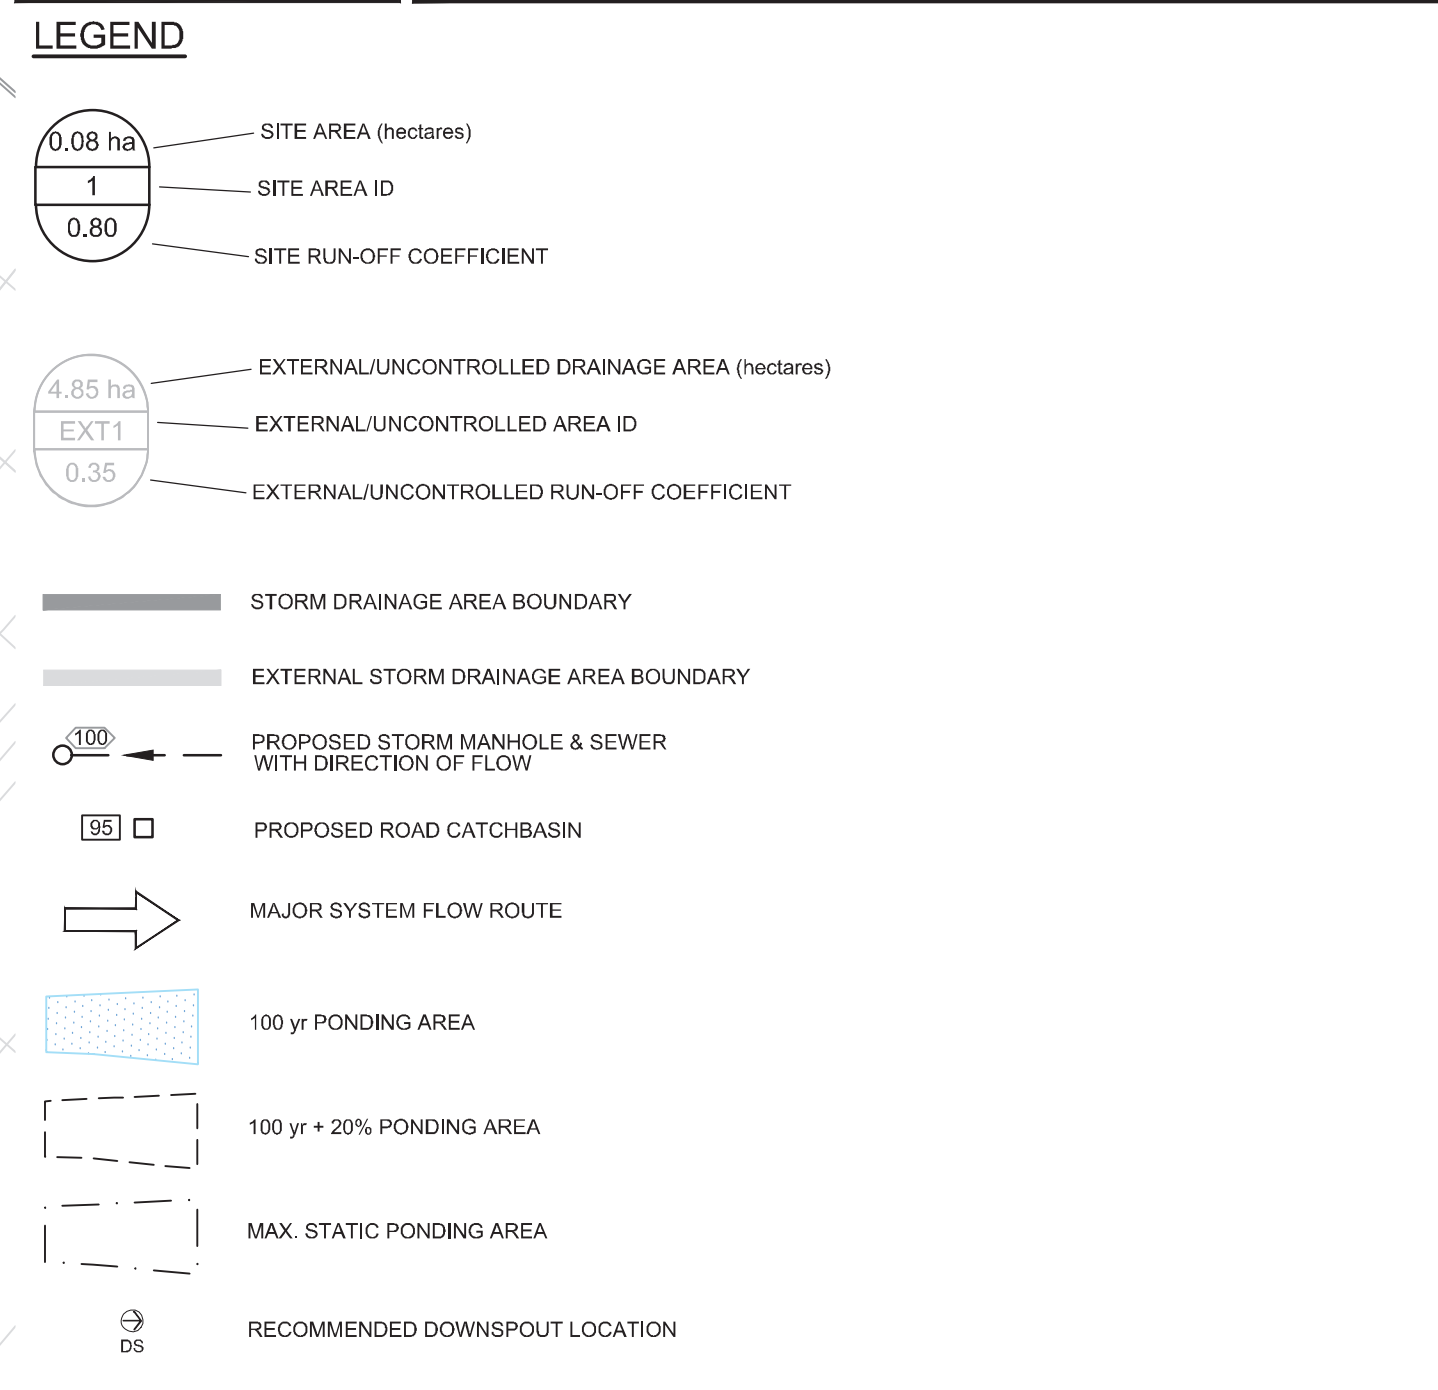 LEGEND
0.08 ha
SITE AREA (hectares)
1
SITE AREA ID
0.80
SITE RUN-OFF COEFFICIENT
4.85 ha
EXTERNAL/UNCONTROLLED DRAINAGE AREA (hectares)
EXT1
EXTERNAL/UNCONTROLLED AREA ID
0.35
EXTERNAL/UNCONTROLLED RUN-OFF COEFFICIENT
STORM DRAINAGE AREA BOUNDARY
EXTERNAL STORM DRAINAGE AREA BOUNDARY
100
PROPOSED STORM MANHOLE & SEWER
WITH DIRECTION OF FLOW
95
PROPOSED ROAD CATCHBASIN
MAJOR SYSTEM FLOW ROUTE
100 yr PONDING AREA
100 yr + 20% PONDING AREA
MAX. STATIC PONDING AREA
DS
RECOMMENDED DOWNSPOUT LOCATION